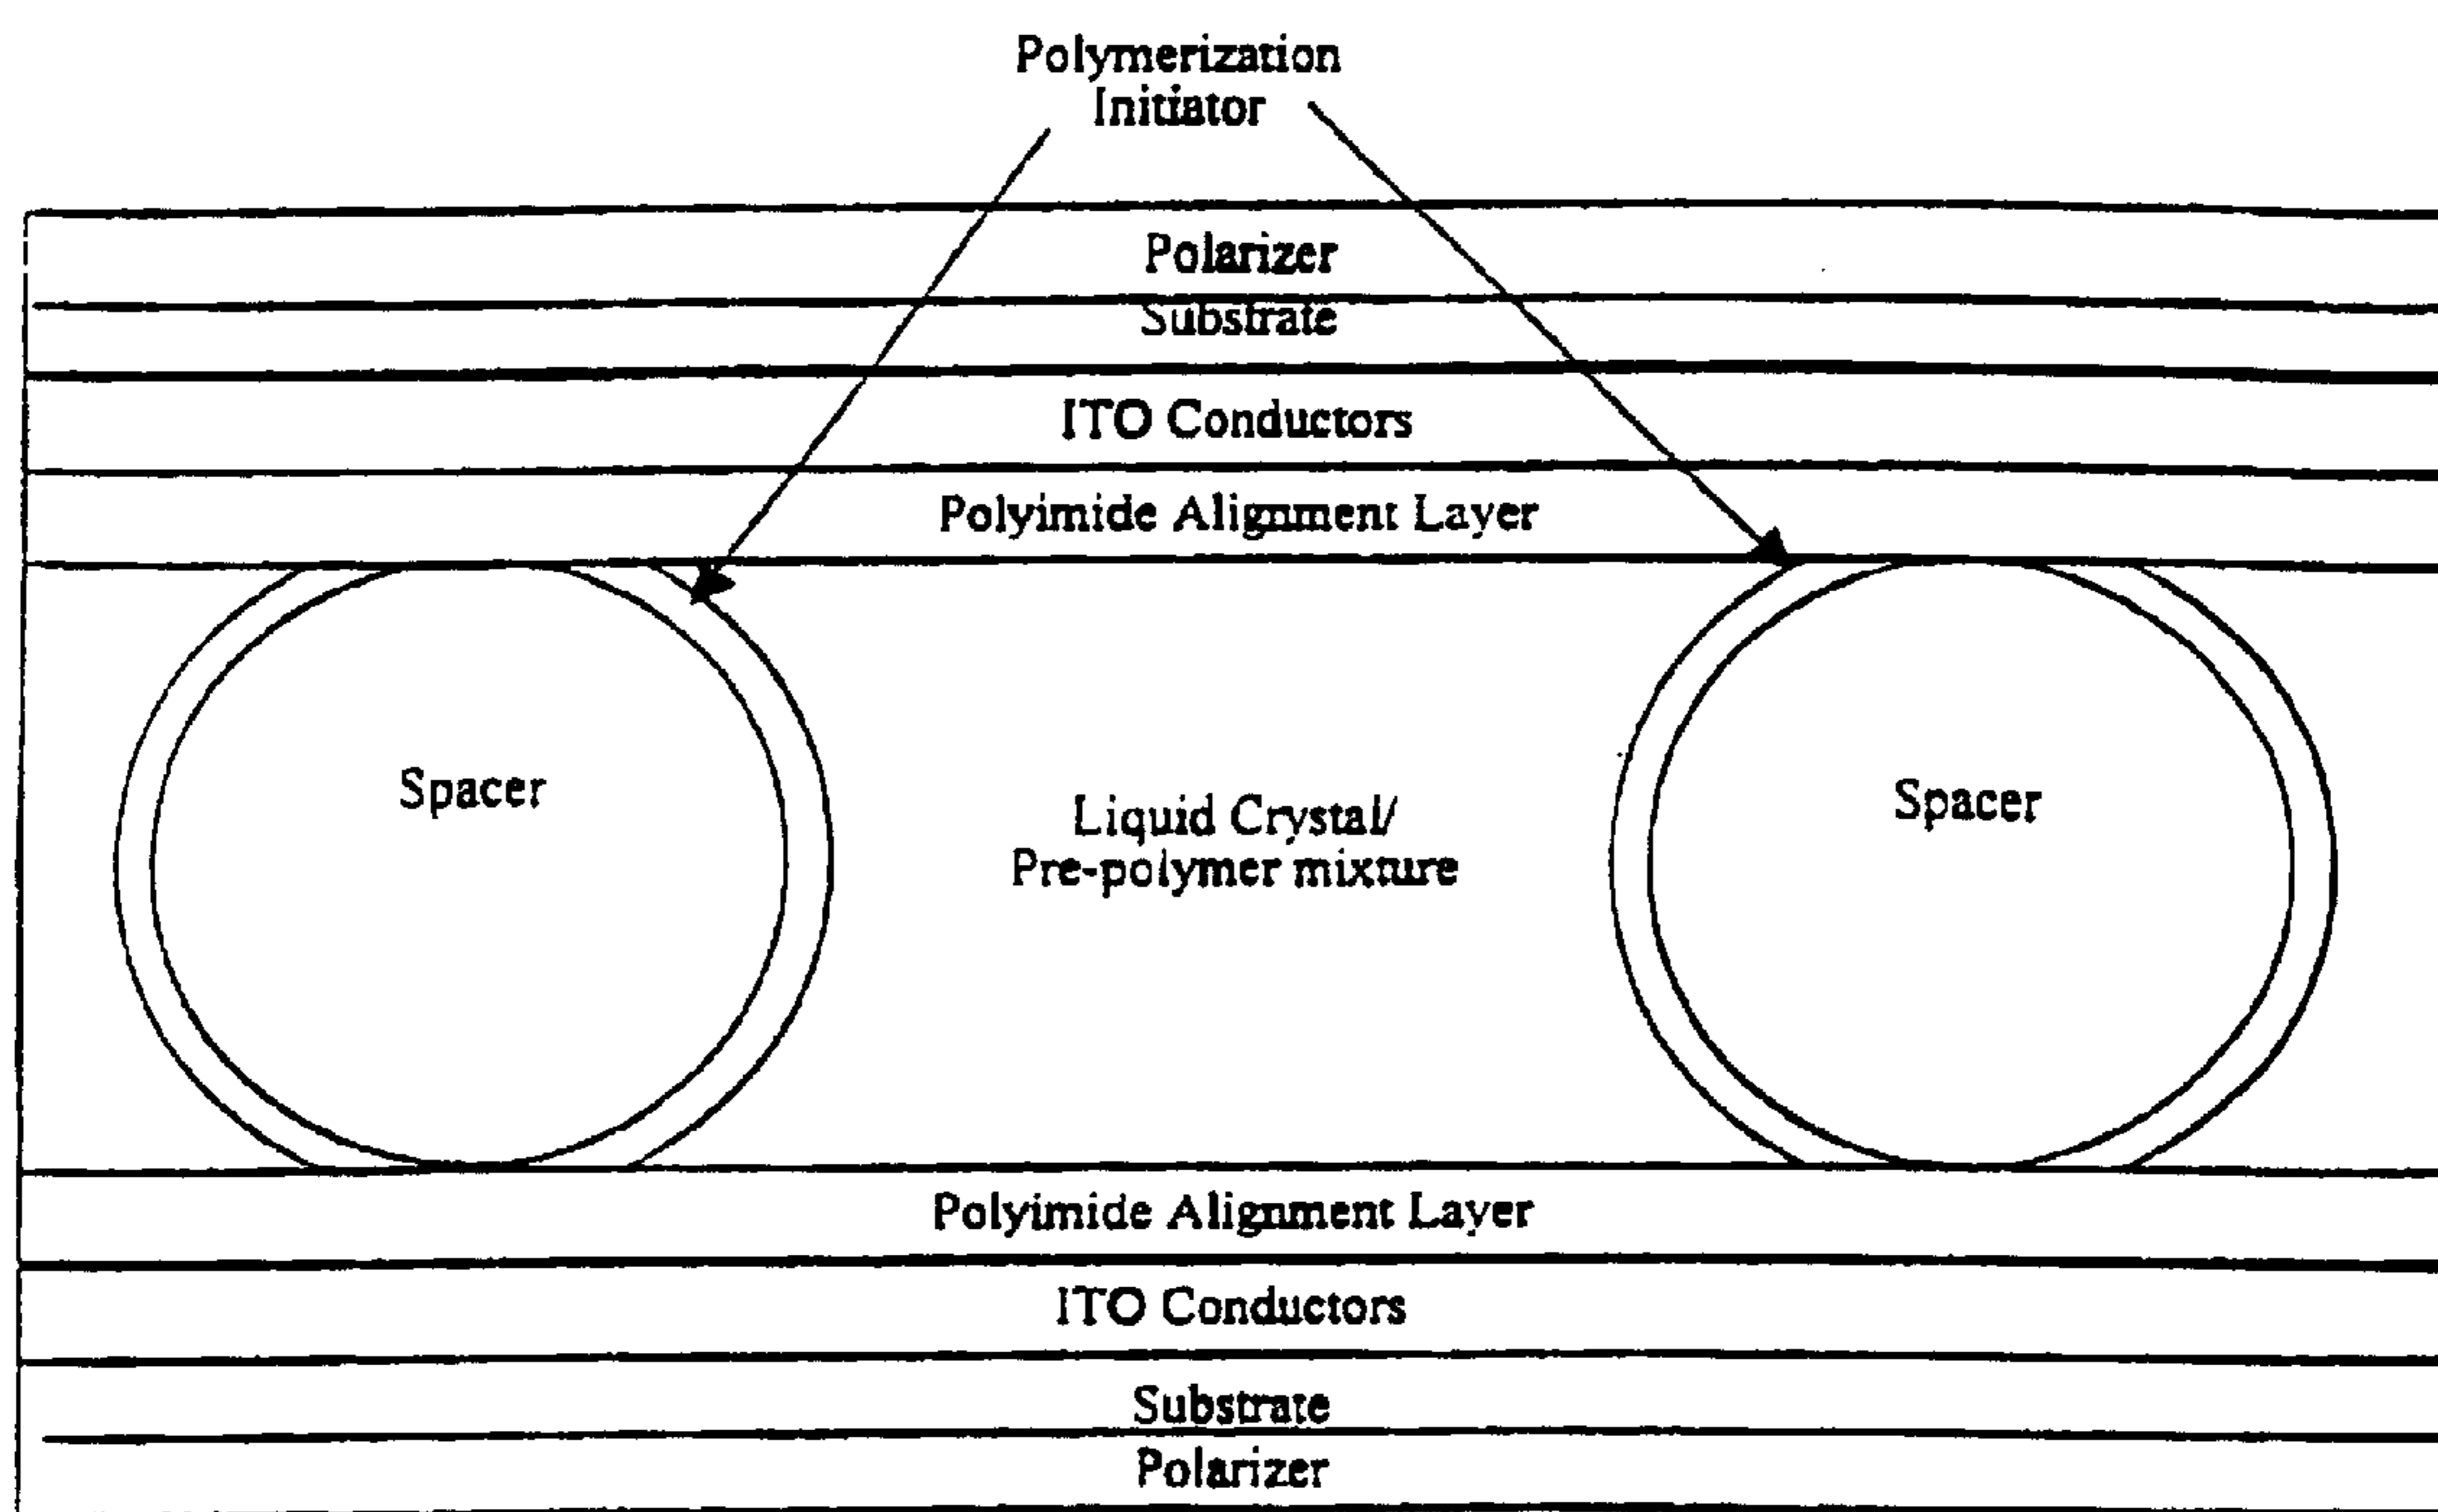 Polymerization
Initiator
Polarizer
Substrate
ITO Conductors
Polyimide Alignment Layer
Spacer
Liquid Crystal/
Pre-polymer mixture
Spacer
Polyimide Alignment Layer
ITO Conductors
Substrate
Polarizer